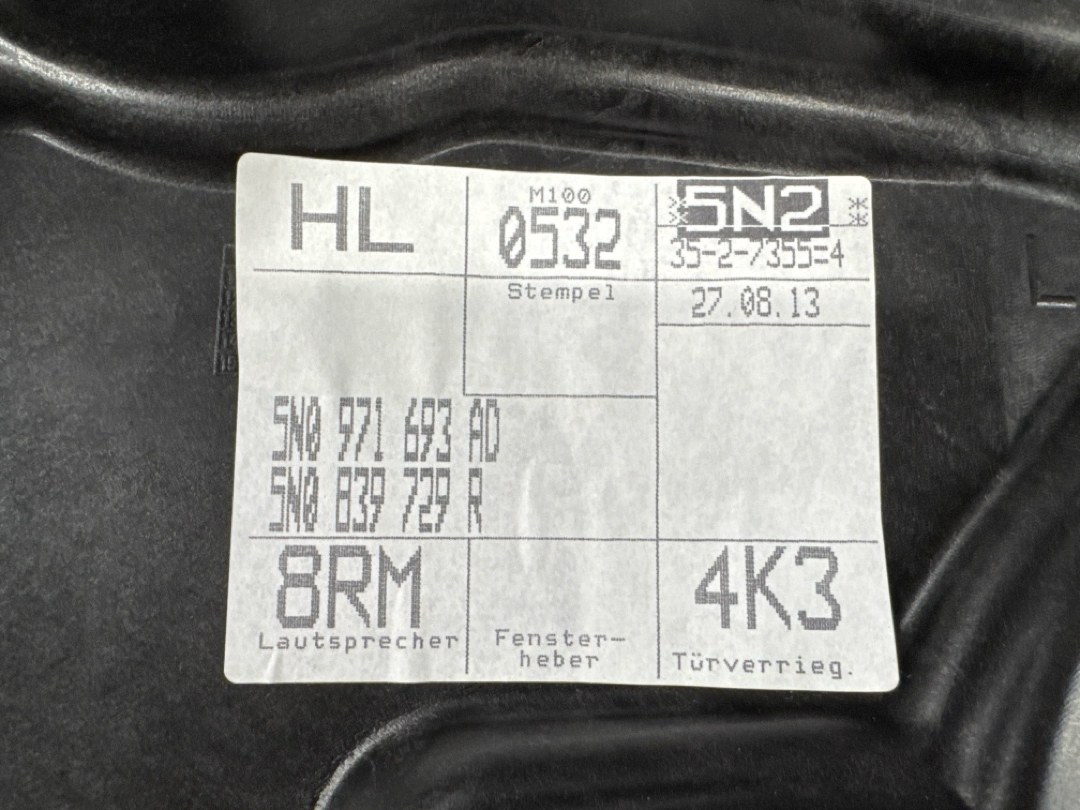 HL
M100
0532
**5N2 **
35-2-7355=4
Stempel
27.08.13
5N0 971 693 AD
5N0 839 729 R
8RM
Lautsprecher
Fenster-
heber
4K3
Türverrieg.